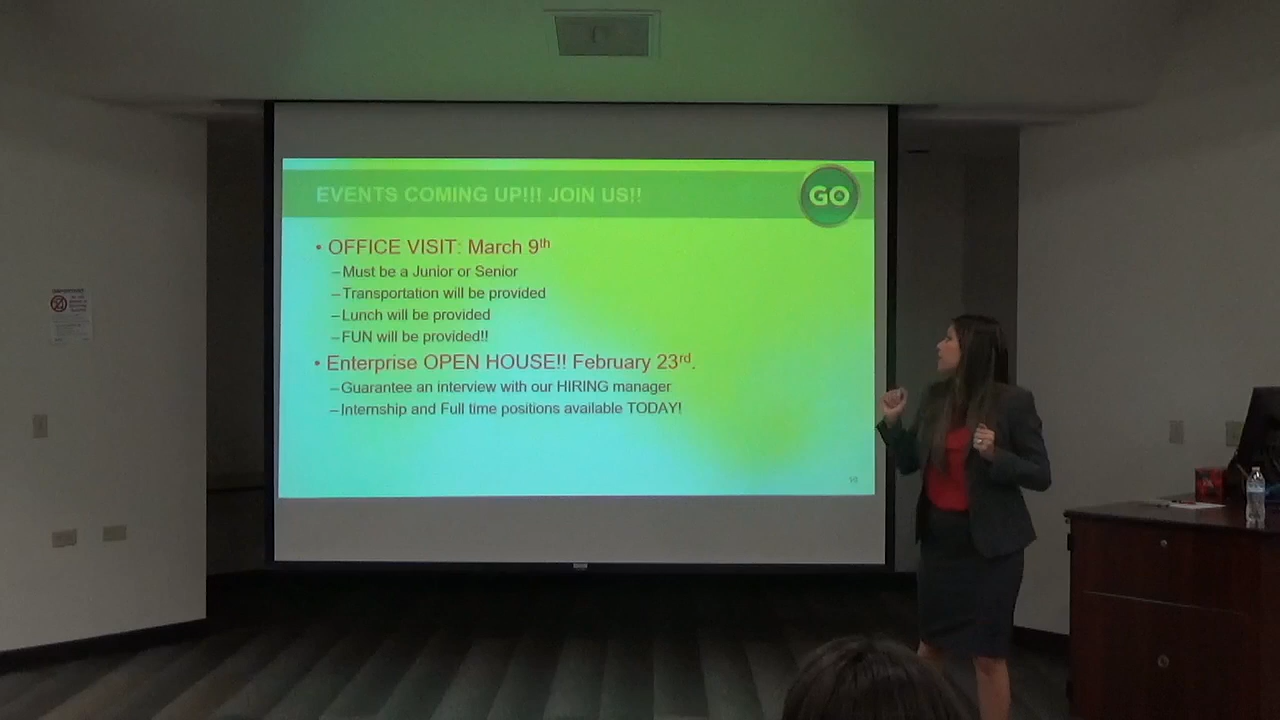 EVENTS COMING UP!!! JOIN US!!
GO
• OFFICE VISIT: March 9th
–Must be a Junior or Senior
–Transportation will be provided
–Lunch will be provided
–FUN will be provided!!
• Enterprise OPEN HOUSE!! February 23rd.
–Guarantee an interview with our HIRING manager
–Internship and Full time positions available TODAY!